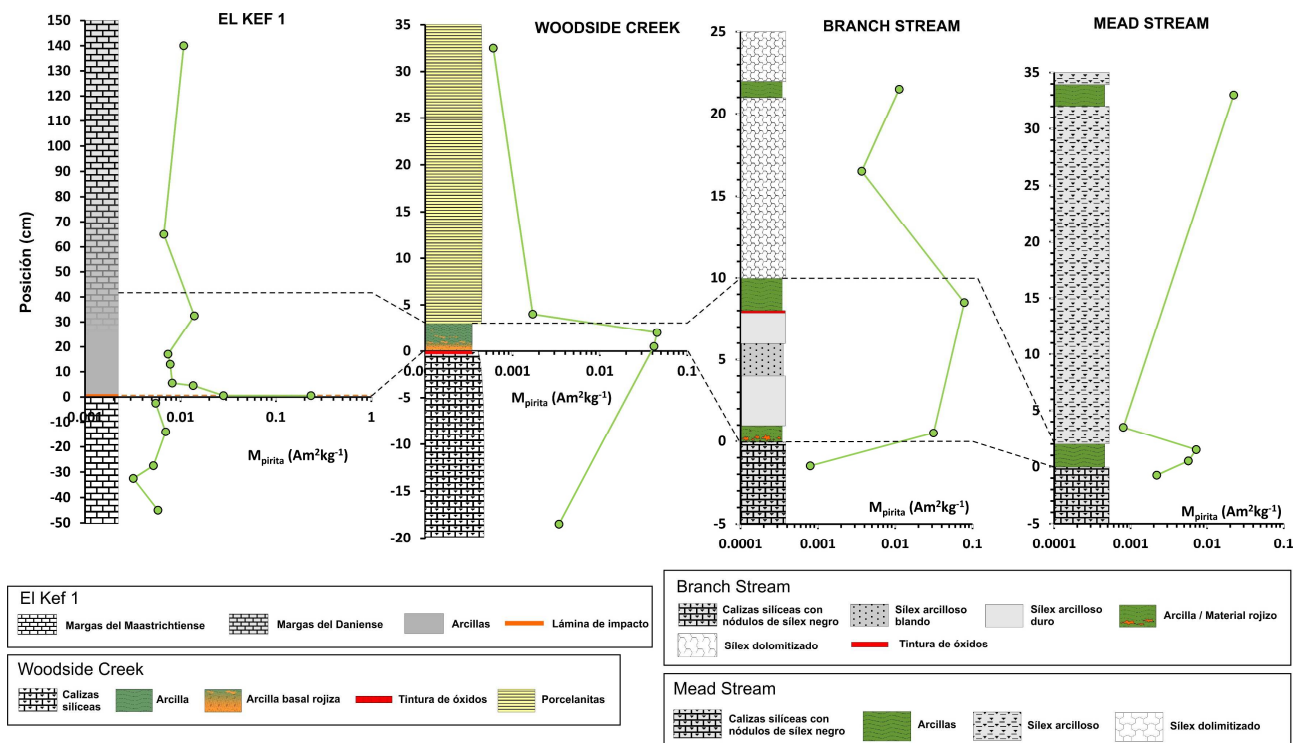 EL KEF 1
WOODSIDE CREEK
BRANCH STREAM
MEAD STREAM
Posición (cm)
150
140
130
120
110
100
90
80
70
60
50
40
30
20
10
0
-10
-20
-30
-40
-50
0.001
0.01
0.1
1
Mpirita (Am²kg⁻¹)
35
30
25
20
15
10
5
0
-5
-10
-15
-20
0.001
0.01
0.1
Mpirita (Am²kg⁻¹)
25
20
15
10
5
0
-5
0.0001
0.001
0.01
0.1
Mpirita (Am²kg⁻¹)
35
30
25
20
15
10
5
0
-5
0.0001
0.001
0.01
0.1
Mpirita (Am²kg⁻¹)
El Kef 1
Margas del Maastrichtiense
Margas del Daniense
Arcillas
Lámina de impacto
Woodside Creek
Calizas
silíceas
Arcilla
Arcilla basal rojiza
Tintura de óxidos
Porcelanitas
Branch Stream
Calizas silíceas con
nódulos de sílex negro
Sílex arcilloso
blando
Sílex arcilloso
duro
Arcilla / Material rojizo
Sílex dolomitizado
Tintura de óxidos
Mead Stream
Calizas silíceas con
nódulos de sílex negro
Arcillas
Sílex arcilloso
Sílex dolimitizado